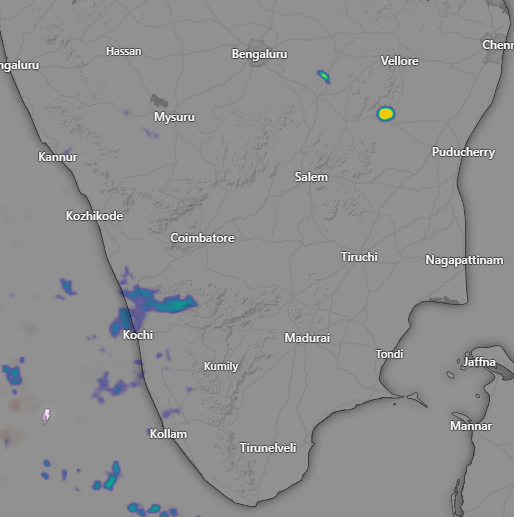 Hassan
Bengaluru
Chenn
ngaluru
Vellore
Mysuru
Kannur
Puducherry
Salem
Kozhikode
Coimbatore
Tiruchi
Nagapattinam
Kochi
Madurai
Tondi
Jaffna
Kumily
Mannar
Kollam
Tirunelveli